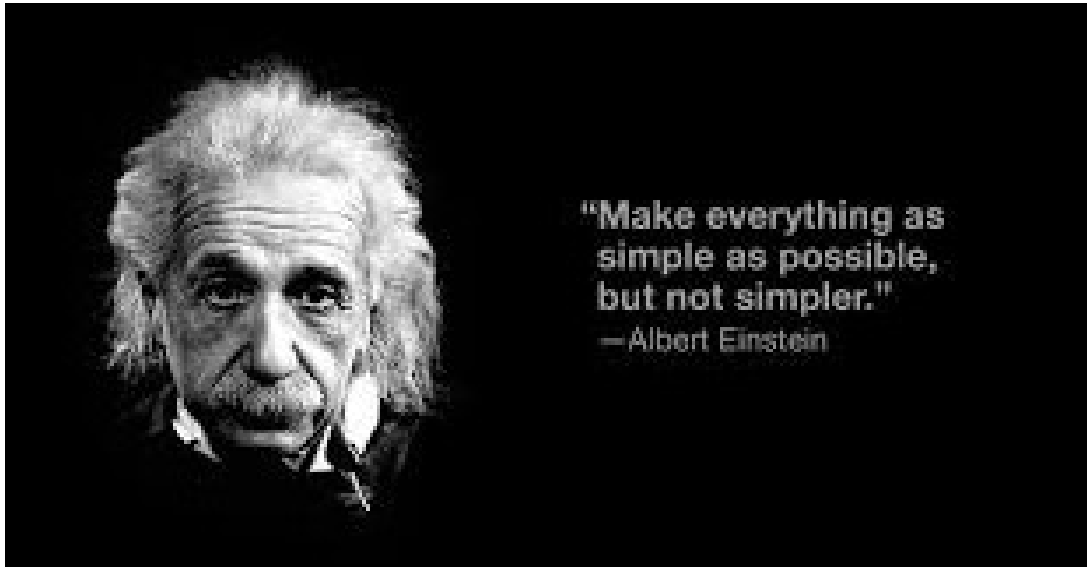 “Make everything as
simple as possible,
but not simpler.”
—Albert Einstein